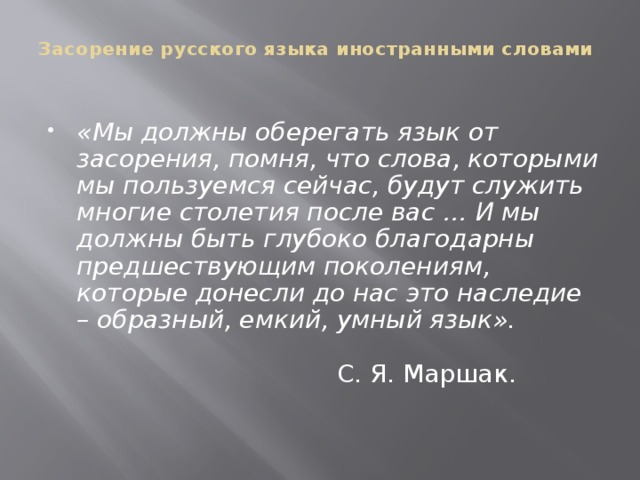 Засорение русского языка иностранными словами
• «Мы должны оберегать язык от
засорения, помня, что слова, которыми
мы пользуемся сейчас, будут служить
многие столетия после вас … И мы
должны быть глубоко благодарны
предшествующим поколениям,
которые донесли до нас это наследие
– образный, емкий, умный язык».
С. Я. Маршак.